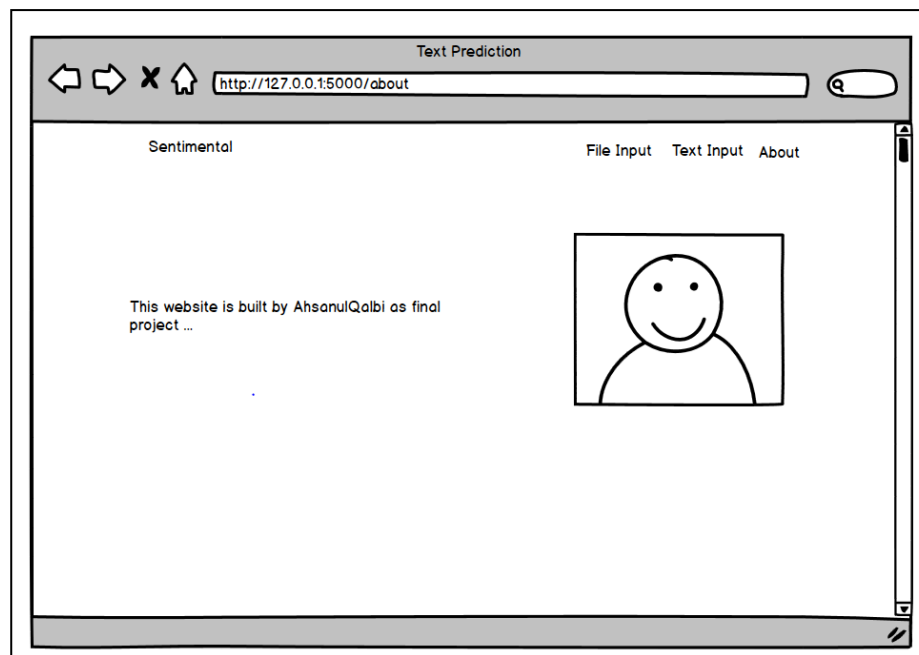 Text Prediction
http://127.0.0.1:5000/about
Sentimental
File Input Text Input About
This website is built by AhsanulQalbi as final
project ...